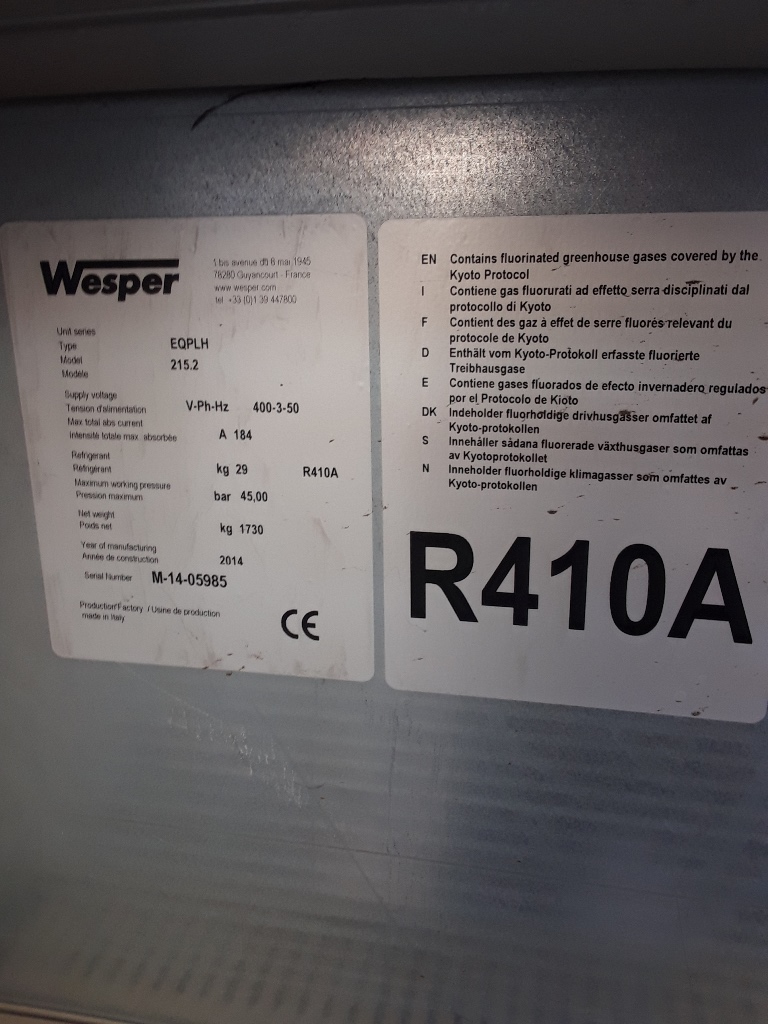 Wesper
1 bis avenue du 8 mai 1945
78280 Guyancourt - France
www.wesper.com
tel +33 (0)1 39 447800
Unit series
Type EQPLH
Model
Modèle 215.2
Supply voltage
Tension d'alimentation V-Ph-Hz 400-3-50
Max total abs current
Intensité totale max. absorbée A 184
Refrigerant
Réfrigérant kg 29 R410A
Maximum working pressure
Pression maximum bar 45,00
Net weight
Poids net kg 1730
Year of manufacturing
Année de construction 2014
Serial Number M-14-05985
Production Factory / Usine de production
made in Italy
CE
EN Contains fluorinated greenhouse gases covered by the
Kyoto Protocol
I Contiene gas fluorurati ad effetto serra disciplinati dal
protocollo di Kyoto
F Contient des gaz à effet de serre fluorés relevant du
protocole de Kyoto
D Enthält vom Kyoto-Protokoll erfasste fluorierte
Treibhausgase
E Contiene gases fluorados de efecto invernadero regulados
por el Protocolo de Kioto
DK Indeholder fluorholdige drivhusgasser omfattet af
Kyoto-protokollen
S Innehåller sådana fluorerade växthusgaser som omfattas
av Kyotoprotokollet
N Inneholder fluorholdige klimagasser som omfattes av
Kyoto-protokollen
R410A